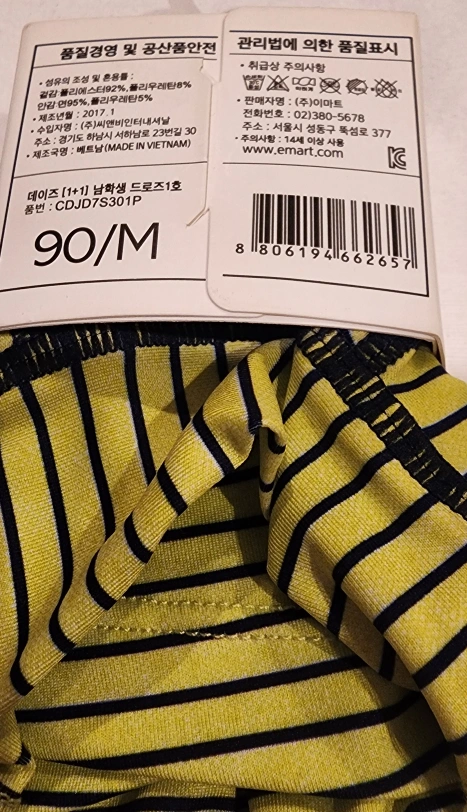 품질경영 및 공산품안전
관리법에 의한 품질표시
· 섬유의 조성 및 혼용률 :
겉감:폴리에스터92%,폴리우레탄8%
안감:면95%,폴리우레탄5%
· 제조년월 : 2017.1
· 수입자명 : (주)씨앤비인터내셔날
주소 : 경기도 하남시 서하남로 23번길 30
· 제조국명 : 베트남(MADE IN VIETNAM)
데이즈 [1+1] 남학생 드로즈1호
품번 : CDJD7S301P
90/M
· 취급상 주의사항
· 판매자명 : (주)이마트
전화번호 : 02)380-5678
주소 : 서울시 성동구 뚝섬로 377
· 주의사항 : 14세 이상 사용
www.emart.com
8 806194 662657